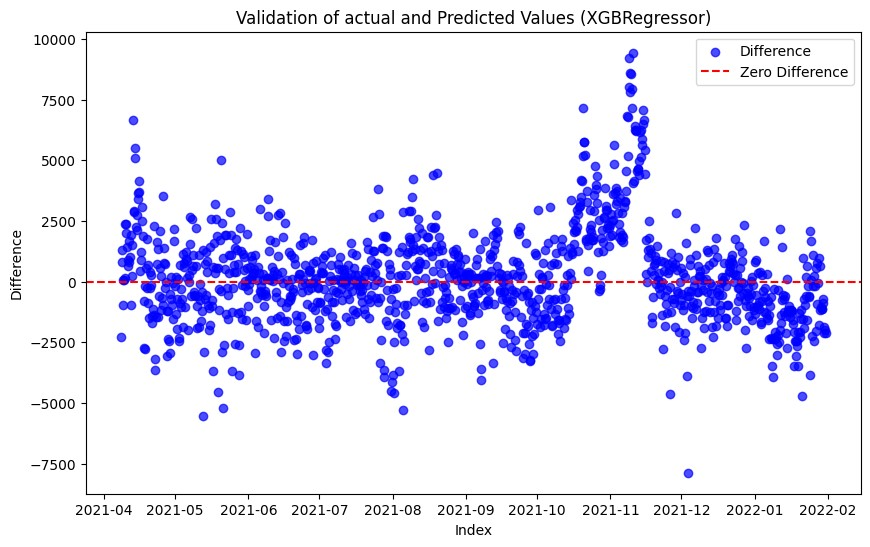 Validation of actual and Predicted Values (XGBRegressor)
Difference
Zero Difference
10000
7500
5000
2500
0
−2500
−5000
−7500
Difference
2021-04 2021-05 2021-06 2021-07 2021-08 2021-09 2021-10 2021-11 2021-12 2022-01 2022-02
Index